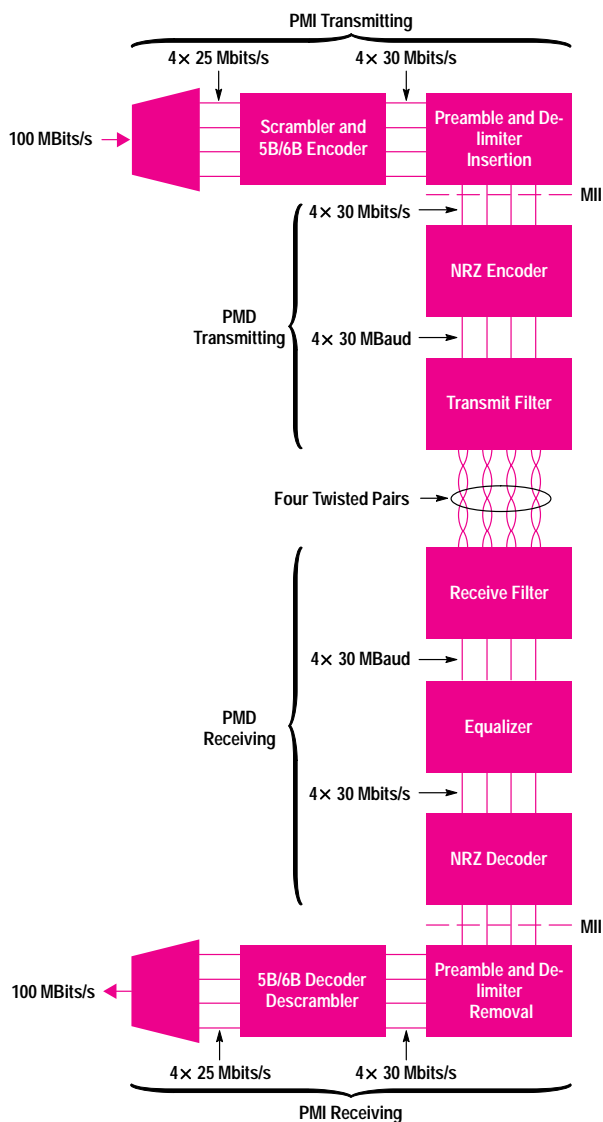 PMI Transmitting
4× 25 Mbits/s
4× 30 Mbits/s
100 MBits/s
Scrambler and
5B/6B Encoder
Preamble and De-
limiter
Insertion
MII
4× 30 Mbits/s
NRZ Encoder
PMD
Transmitting
4× 30 MBaud
Transmit Filter
Four Twisted Pairs
Receive Filter
4× 30 MBaud
PMD
Receiving
Equalizer
4× 30 Mbits/s
NRZ Decoder
MII
100 MBits/s
5B/6B Decoder
Descrambler
Preamble and De-
limiter
Removal
4× 25 Mbits/s
4× 30 Mbits/s
PMI Receiving